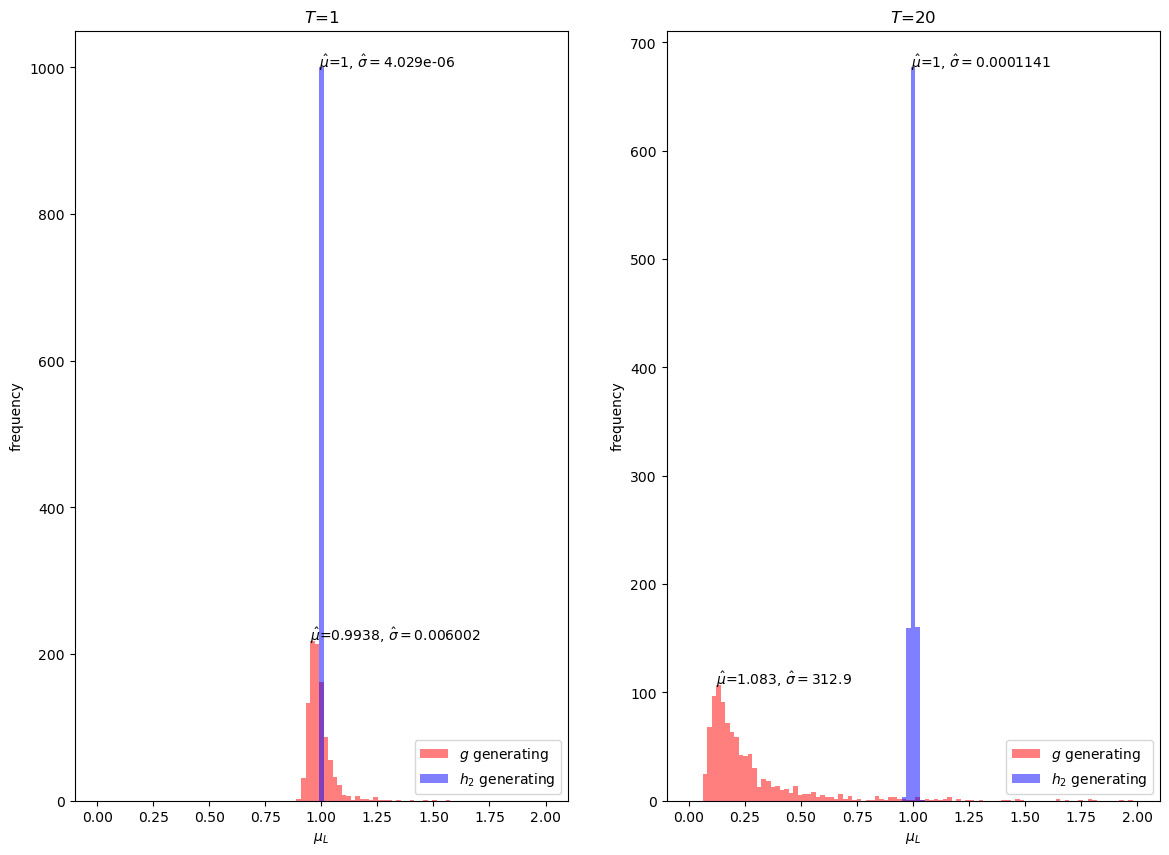 T=1
1000
800
600
400
200
0
frequency
μ̂=1, σ̂ = 4.029e-06
μ̂=0.9938, σ̂ = 0.006002
g generating
h₂ generating
0.00 0.25 0.50 0.75 1.00 1.25 1.50 1.75 2.00
μ_L
T=20
700
600
500
400
300
200
100
0
frequency
μ̂=1, σ̂ = 0.0001141
μ̂=1.083, σ̂ = 312.9
g generating
h₂ generating
0.00 0.25 0.50 0.75 1.00 1.25 1.50 1.75 2.00
μ_L